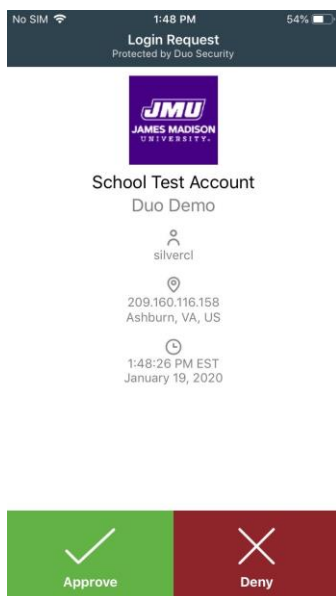 No SIM 1:48 PM 54%
Login Request
Protected by Duo Security
JMU
JAMES MADISON
UNIVERSITY.
School Test Account
Duo Demo
silvercl
209.160.116.158
Ashburn, VA, US
1:48:26 PM EST
January 19, 2020
Approve Deny